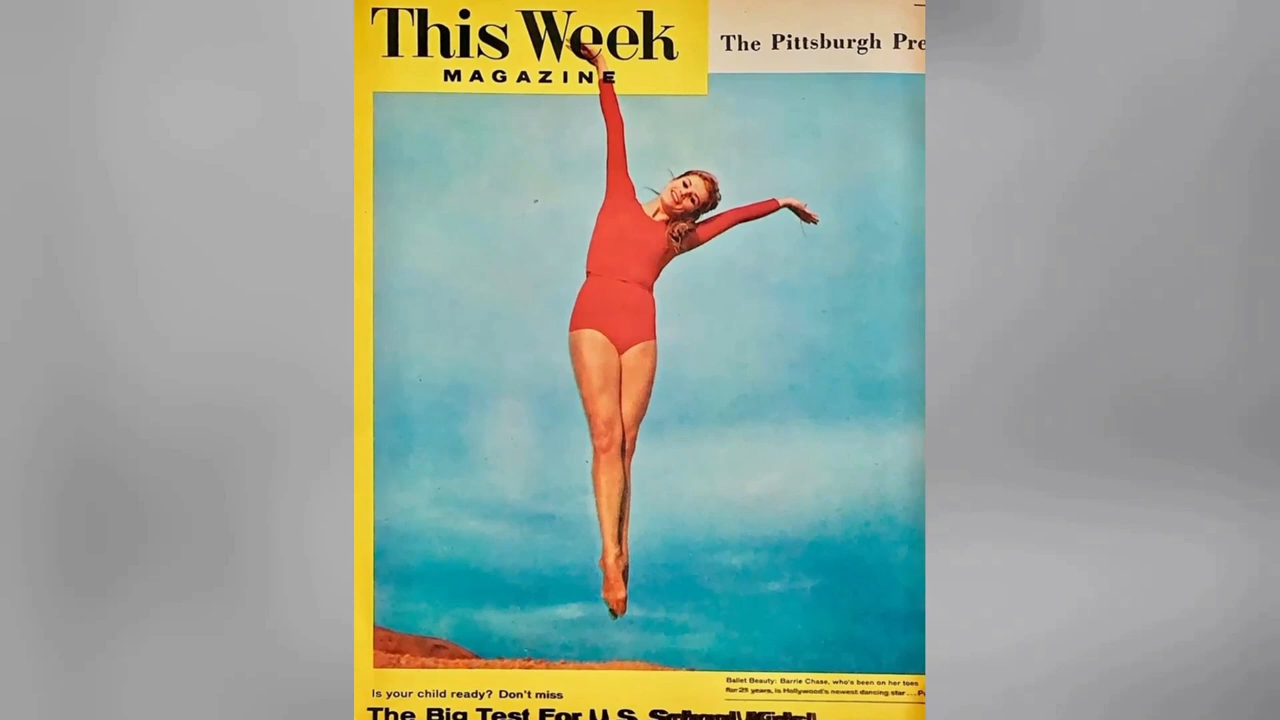 This Week
MAGAZINE
The Pittsburgh Pre
Ballet Beauty: Barrie Chase, who's been on her toes
for 21 years, is Hollywood's newest dancing star...
Is your child ready? Don't miss
The Big Test For U.S.